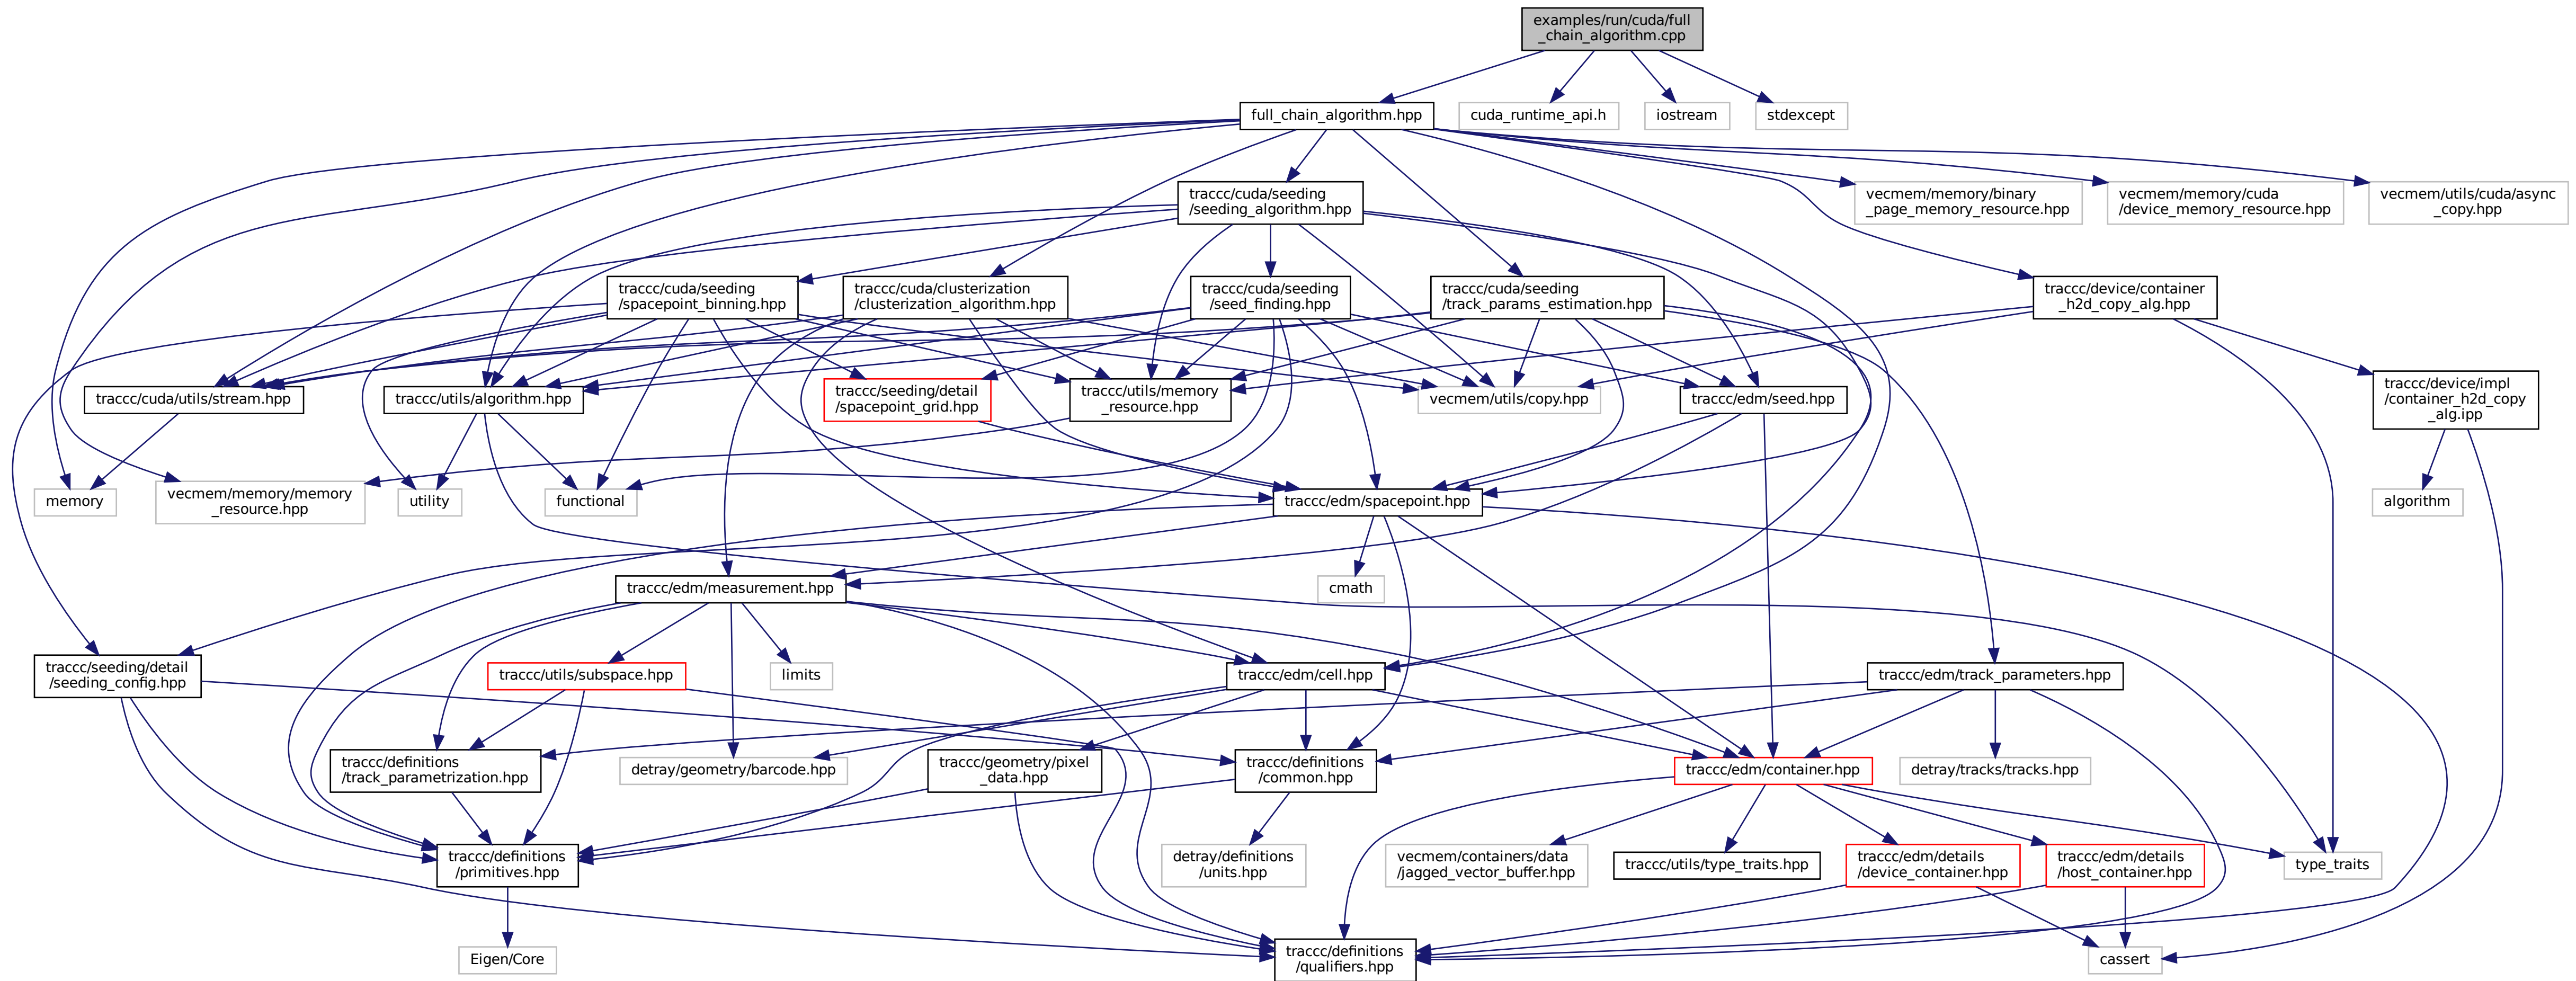 examples/run/cuda/full
_chain_algorithm.cpp
full_chain_algorithm.hpp
cuda_runtime_api.h
iostream
stdexcept
traccc/cuda/seeding
/seeding_algorithm.hpp
vecmem/memory/binary
_page_memory_resource.hpp
vecmem/memory/cuda
/device_memory_resource.hpp
vecmem/utils/cuda/async
_copy.hpp
traccc/cuda/seeding
/spacepoint_binning.hpp
traccc/cuda/clusterization
/clusterization_algorithm.hpp
traccc/cuda/seeding
/seed_finding.hpp
traccc/cuda/seeding
/track_params_estimation.hpp
traccc/device/container
_h2d_copy_alg.hpp
traccc/cuda/utils/stream.hpp
traccc/utils/algorithm.hpp
traccc/seeding/detail
/spacepoint_grid.hpp
traccc/utils/memory
_resource.hpp
vecmem/utils/copy.hpp
traccc/edm/seed.hpp
traccc/device/impl
/container_h2d_copy
_alg.ipp
memory
vecmem/memory/memory
_resource.hpp
utility
functional
traccc/edm/spacepoint.hpp
algorithm
traccc/edm/measurement.hpp
cmath
traccc/seeding/detail
/seeding_config.hpp
traccc/utils/subspace.hpp
limits
traccc/edm/cell.hpp
traccc/edm/track_parameters.hpp
traccc/definitions
/track_parametrization.hpp
detray/geometry/barcode.hpp
traccc/geometry/pixel
_data.hpp
traccc/definitions
/common.hpp
traccc/edm/container.hpp
detray/tracks/tracks.hpp
traccc/definitions
/primitives.hpp
detray/definitions
/units.hpp
vecmem/containers/data
/jagged_vector_buffer.hpp
traccc/utils/type_traits.hpp
traccc/edm/details
/device_container.hpp
traccc/edm/details
/host_container.hpp
type_traits
Eigen/Core
traccc/definitions
/qualifiers.hpp
cassert